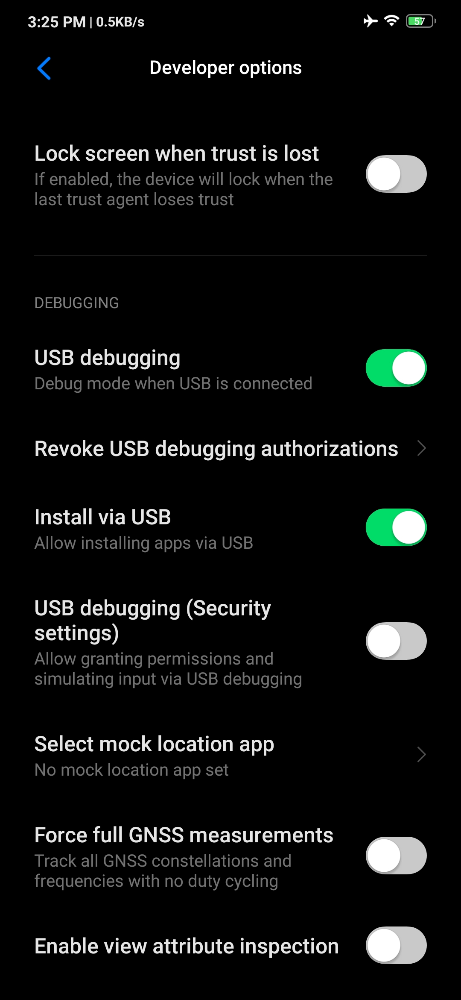 3:25 PM | 0.5KB/s 57
Developer options
Lock screen when trust is lost
If enabled, the device will lock when the
last trust agent loses trust
DEBUGGING
USB debugging
Debug mode when USB is connected
Revoke USB debugging authorizations
Install via USB
Allow installing apps via USB
USB debugging (Security
settings)
Allow granting permissions and
simulating input via USB debugging
Select mock location app
No mock location app set
Force full GNSS measurements
Track all GNSS constellations and
frequencies with no duty cycling
Enable view attribute inspection